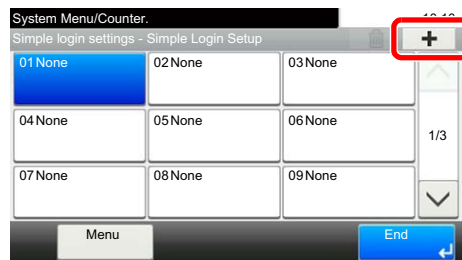 System Menu/Counter.
Simple login settings - Simple Login Setup
+
01 None
02 None
03 None
04 None
05 None
06 None
1/3
07 None
08 None
09 None
Menu
End